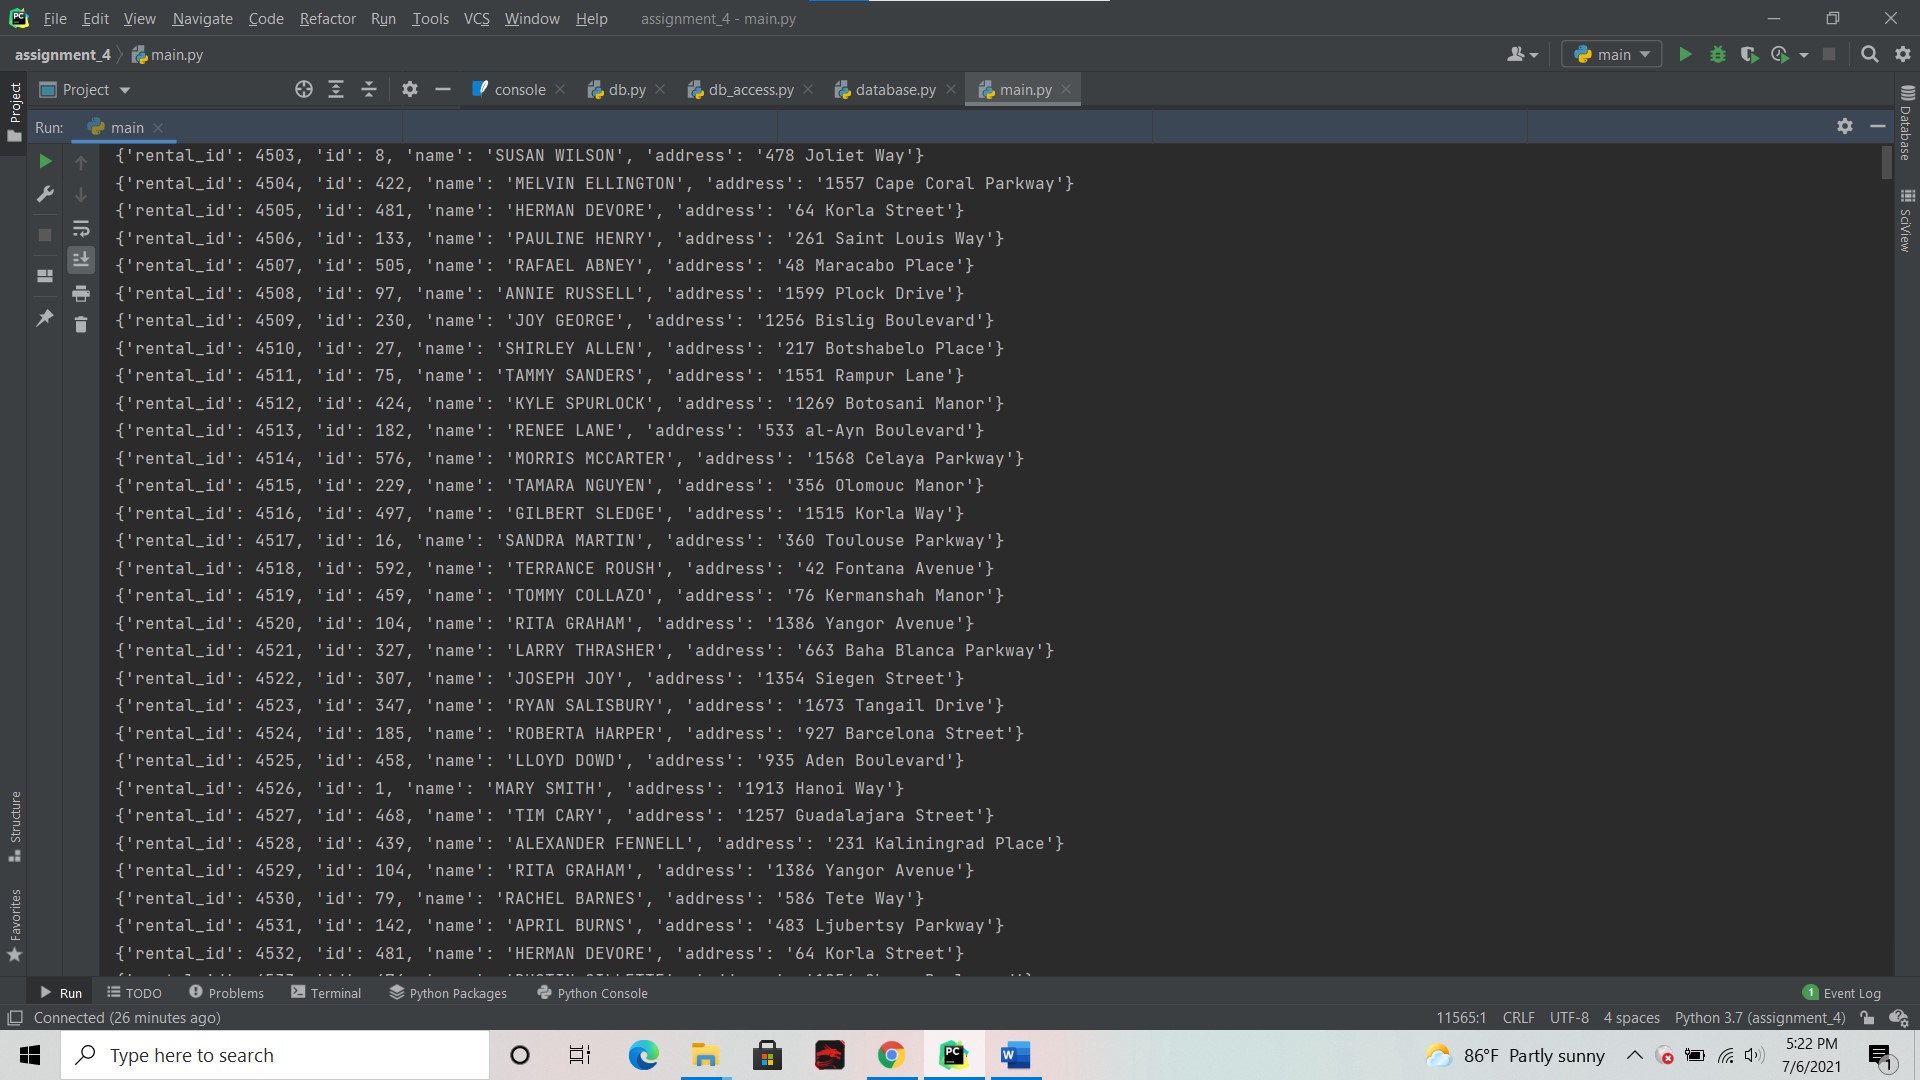 File Edit View Navigate Code Refactor Run Tools VCS Window Help assignment_4 - main.py
assignment_4 main.py main
Project console db.py db_access.py database.py main.py
Run: main
{'rental_id': 4503, 'id': 8, 'name': 'SUSAN WILSON', 'address': '478 Joliet Way'}
{'rental_id': 4504, 'id': 422, 'name': 'MELVIN ELLINGTON', 'address': '1557 Cape Coral Parkway'}
{'rental_id': 4505, 'id': 481, 'name': 'HERMAN DEVORE', 'address': '64 Korla Street'}
{'rental_id': 4506, 'id': 133, 'name': 'PAULINE HENRY', 'address': '261 Saint Louis Way'}
{'rental_id': 4507, 'id': 505, 'name': 'RAFAEL ABNEY', 'address': '48 Maracabo Place'}
{'rental_id': 4508, 'id': 97, 'name': 'ANNIE RUSSELL', 'address': '1599 Plock Drive'}
{'rental_id': 4509, 'id': 230, 'name': 'JOY GEORGE', 'address': '1256 Bislig Boulevard'}
{'rental_id': 4510, 'id': 27, 'name': 'SHIRLEY ALLEN', 'address': '217 Botshabelo Place'}
{'rental_id': 4511, 'id': 75, 'name': 'TAMMY SANDERS', 'address': '1551 Rampur Lane'}
{'rental_id': 4512, 'id': 424, 'name': 'KYLE SPURLOCK', 'address': '1269 Botosani Manor'}
{'rental_id': 4513, 'id': 182, 'name': 'RENEE LANE', 'address': '533 al-Ayn Boulevard'}
{'rental_id': 4514, 'id': 576, 'name': 'MORRIS MCCARTER', 'address': '1568 Celaya Parkway'}
{'rental_id': 4515, 'id': 229, 'name': 'TAMARA NGUYEN', 'address': '356 Olomouc Manor'}
{'rental_id': 4516, 'id': 497, 'name': 'GILBERT SLEDGE', 'address': '1515 Korla Way'}
{'rental_id': 4517, 'id': 16, 'name': 'SANDRA MARTIN', 'address': '360 Toulouse Parkway'}
{'rental_id': 4518, 'id': 592, 'name': 'TERRANCE ROUSH', 'address': '42 Fontana Avenue'}
{'rental_id': 4519, 'id': 459, 'name': 'TOMMY COLLAZO', 'address': '76 Kermanshah Manor'}
{'rental_id': 4520, 'id': 104, 'name': 'RITA GRAHAM', 'address': '1386 Yangor Avenue'}
{'rental_id': 4521, 'id': 327, 'name': 'LARRY THRASHER', 'address': '663 Baha Blanca Parkway'}
{'rental_id': 4522, 'id': 307, 'name': 'JOSEPH JOY', 'address': '1354 Siegen Street'}
{'rental_id': 4523, 'id': 347, 'name': 'RYAN SALISBURY', 'address': '1673 Tangail Drive'}
{'rental_id': 4524, 'id': 185, 'name': 'ROBERTA HARPER', 'address': '927 Barcelona Street'}
{'rental_id': 4525, 'id': 458, 'name': 'LLOYD DOWD', 'address': '935 Aden Boulevard'}
{'rental_id': 4526, 'id': 1, 'name': 'MARY SMITH', 'address': '1913 Hanoi Way'}
{'rental_id': 4527, 'id': 468, 'name': 'TIM CARY', 'address': '1257 Guadalajara Street'}
{'rental_id': 4528, 'id': 439, 'name': 'ALEXANDER FENNELL', 'address': '231 Kaliningrad Place'}
{'rental_id': 4529, 'id': 104, 'name': 'RITA GRAHAM', 'address': '1386 Yangor Avenue'}
{'rental_id': 4530, 'id': 79, 'name': 'RACHEL BARNES', 'address': '586 Tete Way'}
{'rental_id': 4531, 'id': 142, 'name': 'APRIL BURNS', 'address': '483 Ljubertsy Parkway'}
{'rental_id': 4532, 'id': 481, 'name': 'HERMAN DEVORE', 'address': '64 Korla Street'}
Project
Structure
Favorites
Database
SciView
Run TODO Problems Terminal Python Packages Python Console 1 Event Log
Connected (26 minutes ago) 11565:1 CRLF UTF-8 4 spaces Python 3.7 (assignment_4)
Type here to search 86°F Partly sunny 5:22 PM
7/6/2021 1